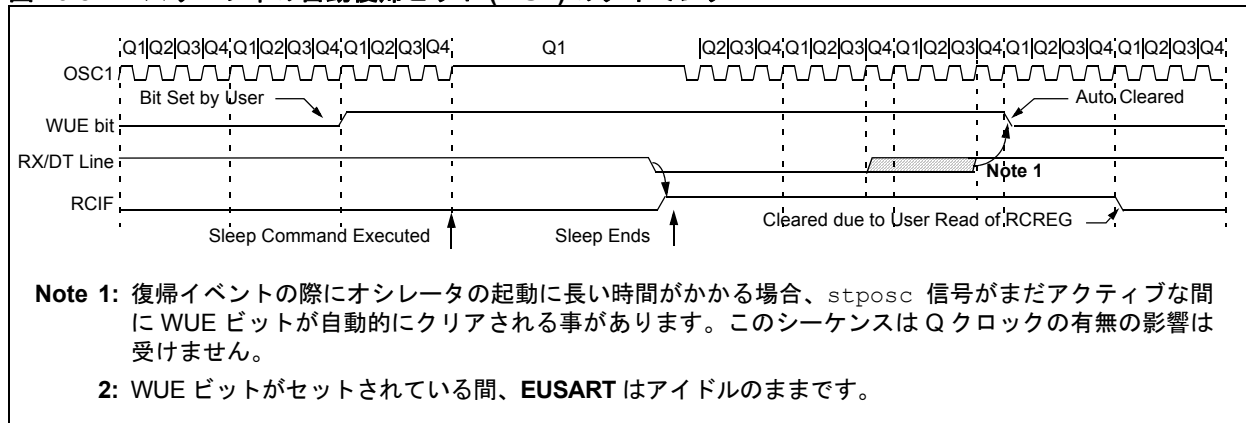 Q1|Q2|Q3|Q4|Q1|Q2|Q3|Q4|Q1|Q2|Q3|Q4 Q1 Q2|Q3|Q4|Q1|Q2|Q3|Q4|Q1|Q2|Q3|Q4|Q1|Q2|Q3|Q4|Q1|Q2|Q3|Q4
OSC1
Bit Set by User
Auto Cleared
WUE bit
RX/DT Line
Note 1
RCIF
Cleared due to User Read of RCREG
Sleep Command Executed
Sleep Ends
Note 1: 復帰イベントの際にオシレータの起動に長い時間がかかる場合、stposc 信号がまだアクティブな間
に WUE ビットが自動的にクリアされる事があります。このシーケンスは Q クロックの有無の影響は
受けません。
2: WUE ビットがセットされている間、EUSART はアイドルのままです。